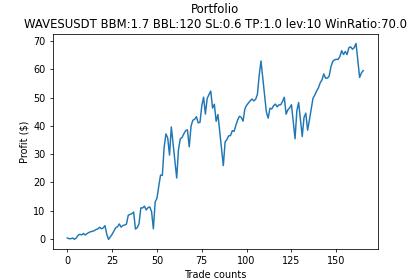 Portfolio
WAVESUSDT BBM:1.7 BBL:120 SL:0.6 TP:1.0 lev:10 WinRatio:70.0
70
60
50
40
30
20
10
0
Profit ($)
0 25 50 75 100 125 150
Trade counts